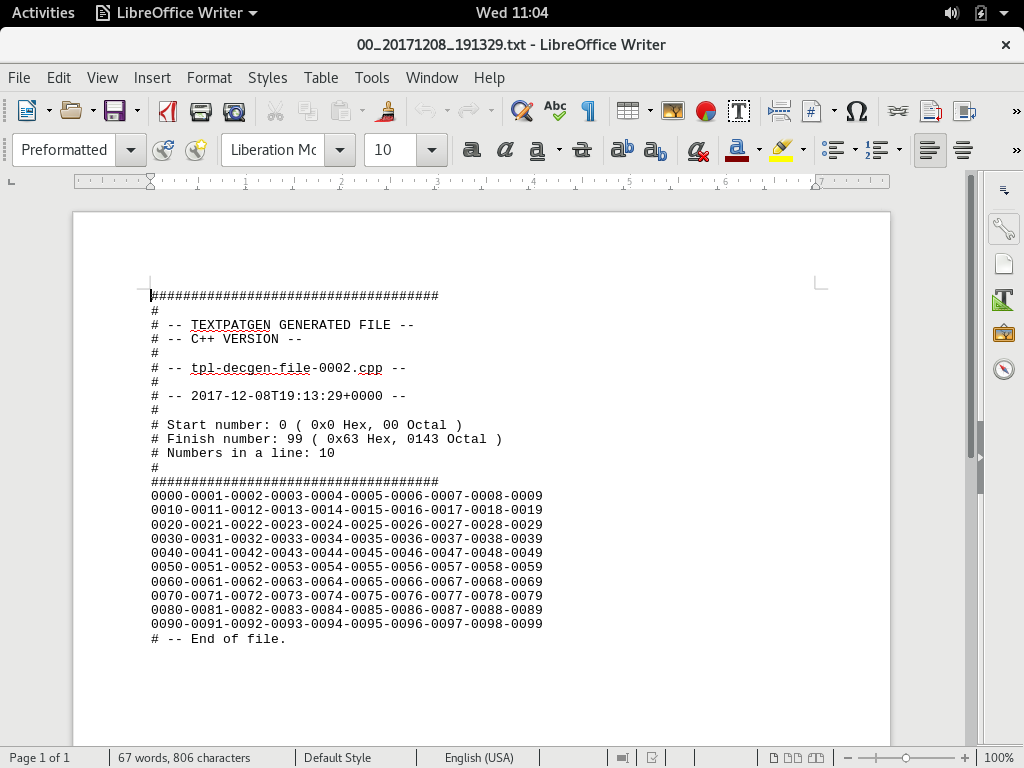 Activities LibreOffice Writer Wed 11:04
00_20171208_191329.txt - LibreOffice Writer
File Edit View Insert Format Styles Table Tools Window Help
Preformatted Liberation Mc 10
1 2 3 4 5 6 7
####################################
#
# -- TEXTPATGEN GENERATED FILE --
# -- C++ VERSION --
#
# -- tpl-decgen-file-0002.cpp --
#
# -- 2017-12-08T19:13:29+0000 --
#
# Start number: 0 ( 0x0 Hex, 00 Octal )
# Finish number: 99 ( 0x63 Hex, 0143 Octal )
# Numbers in a line: 10
#
####################################
0000-0001-0002-0003-0004-0005-0006-0007-0008-0009
0010-0011-0012-0013-0014-0015-0016-0017-0018-0019
0020-0021-0022-0023-0024-0025-0026-0027-0028-0029
0030-0031-0032-0033-0034-0035-0036-0037-0038-0039
0040-0041-0042-0043-0044-0045-0046-0047-0048-0049
0050-0051-0052-0053-0054-0055-0056-0057-0058-0059
0060-0061-0062-0063-0064-0065-0066-0067-0068-0069
0070-0071-0072-0073-0074-0075-0076-0077-0078-0079
0080-0081-0082-0083-0084-0085-0086-0087-0088-0089
0090-0091-0092-0093-0094-0095-0096-0097-0098-0099
# -- End of file.
Page 1 of 1 67 words, 806 characters Default Style English (USA) 100%